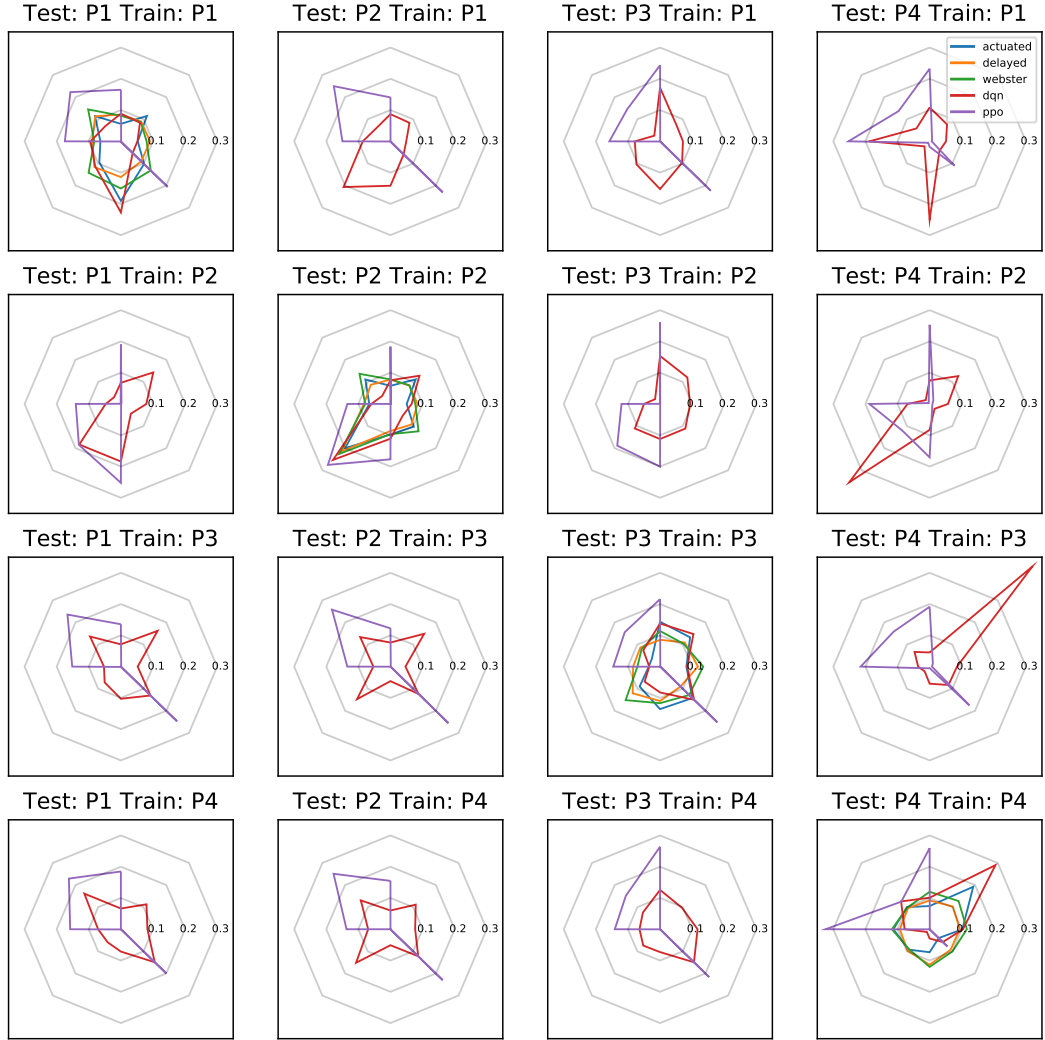 Test: P1 Train: P1
Test: P2 Train: P1
Test: P3 Train: P1
Test: P4 Train: P1
actuated
delayed
webster
dqn
ppo
0.1 0.2 0.3
0.1 0.2 0.3
0.1 0.2 0.3
0.1 0.2 0.3
Test: P1 Train: P2
Test: P2 Train: P2
Test: P3 Train: P2
Test: P4 Train: P2
0.1 0.2 0.3
0.1 0.2 0.3
0.1 0.2 0.3
0.1 0.2 0.3
Test: P1 Train: P3
Test: P2 Train: P3
Test: P3 Train: P3
Test: P4 Train: P3
0.1 0.2 0.3
0.1 0.2 0.3
0.1 0.2 0.3
0.1 0.2 0.3
Test: P1 Train: P4
Test: P2 Train: P4
Test: P3 Train: P4
Test: P4 Train: P4
0.1 0.2 0.3
0.1 0.2 0.3
0.1 0.2 0.3
0.1 0.2 0.3